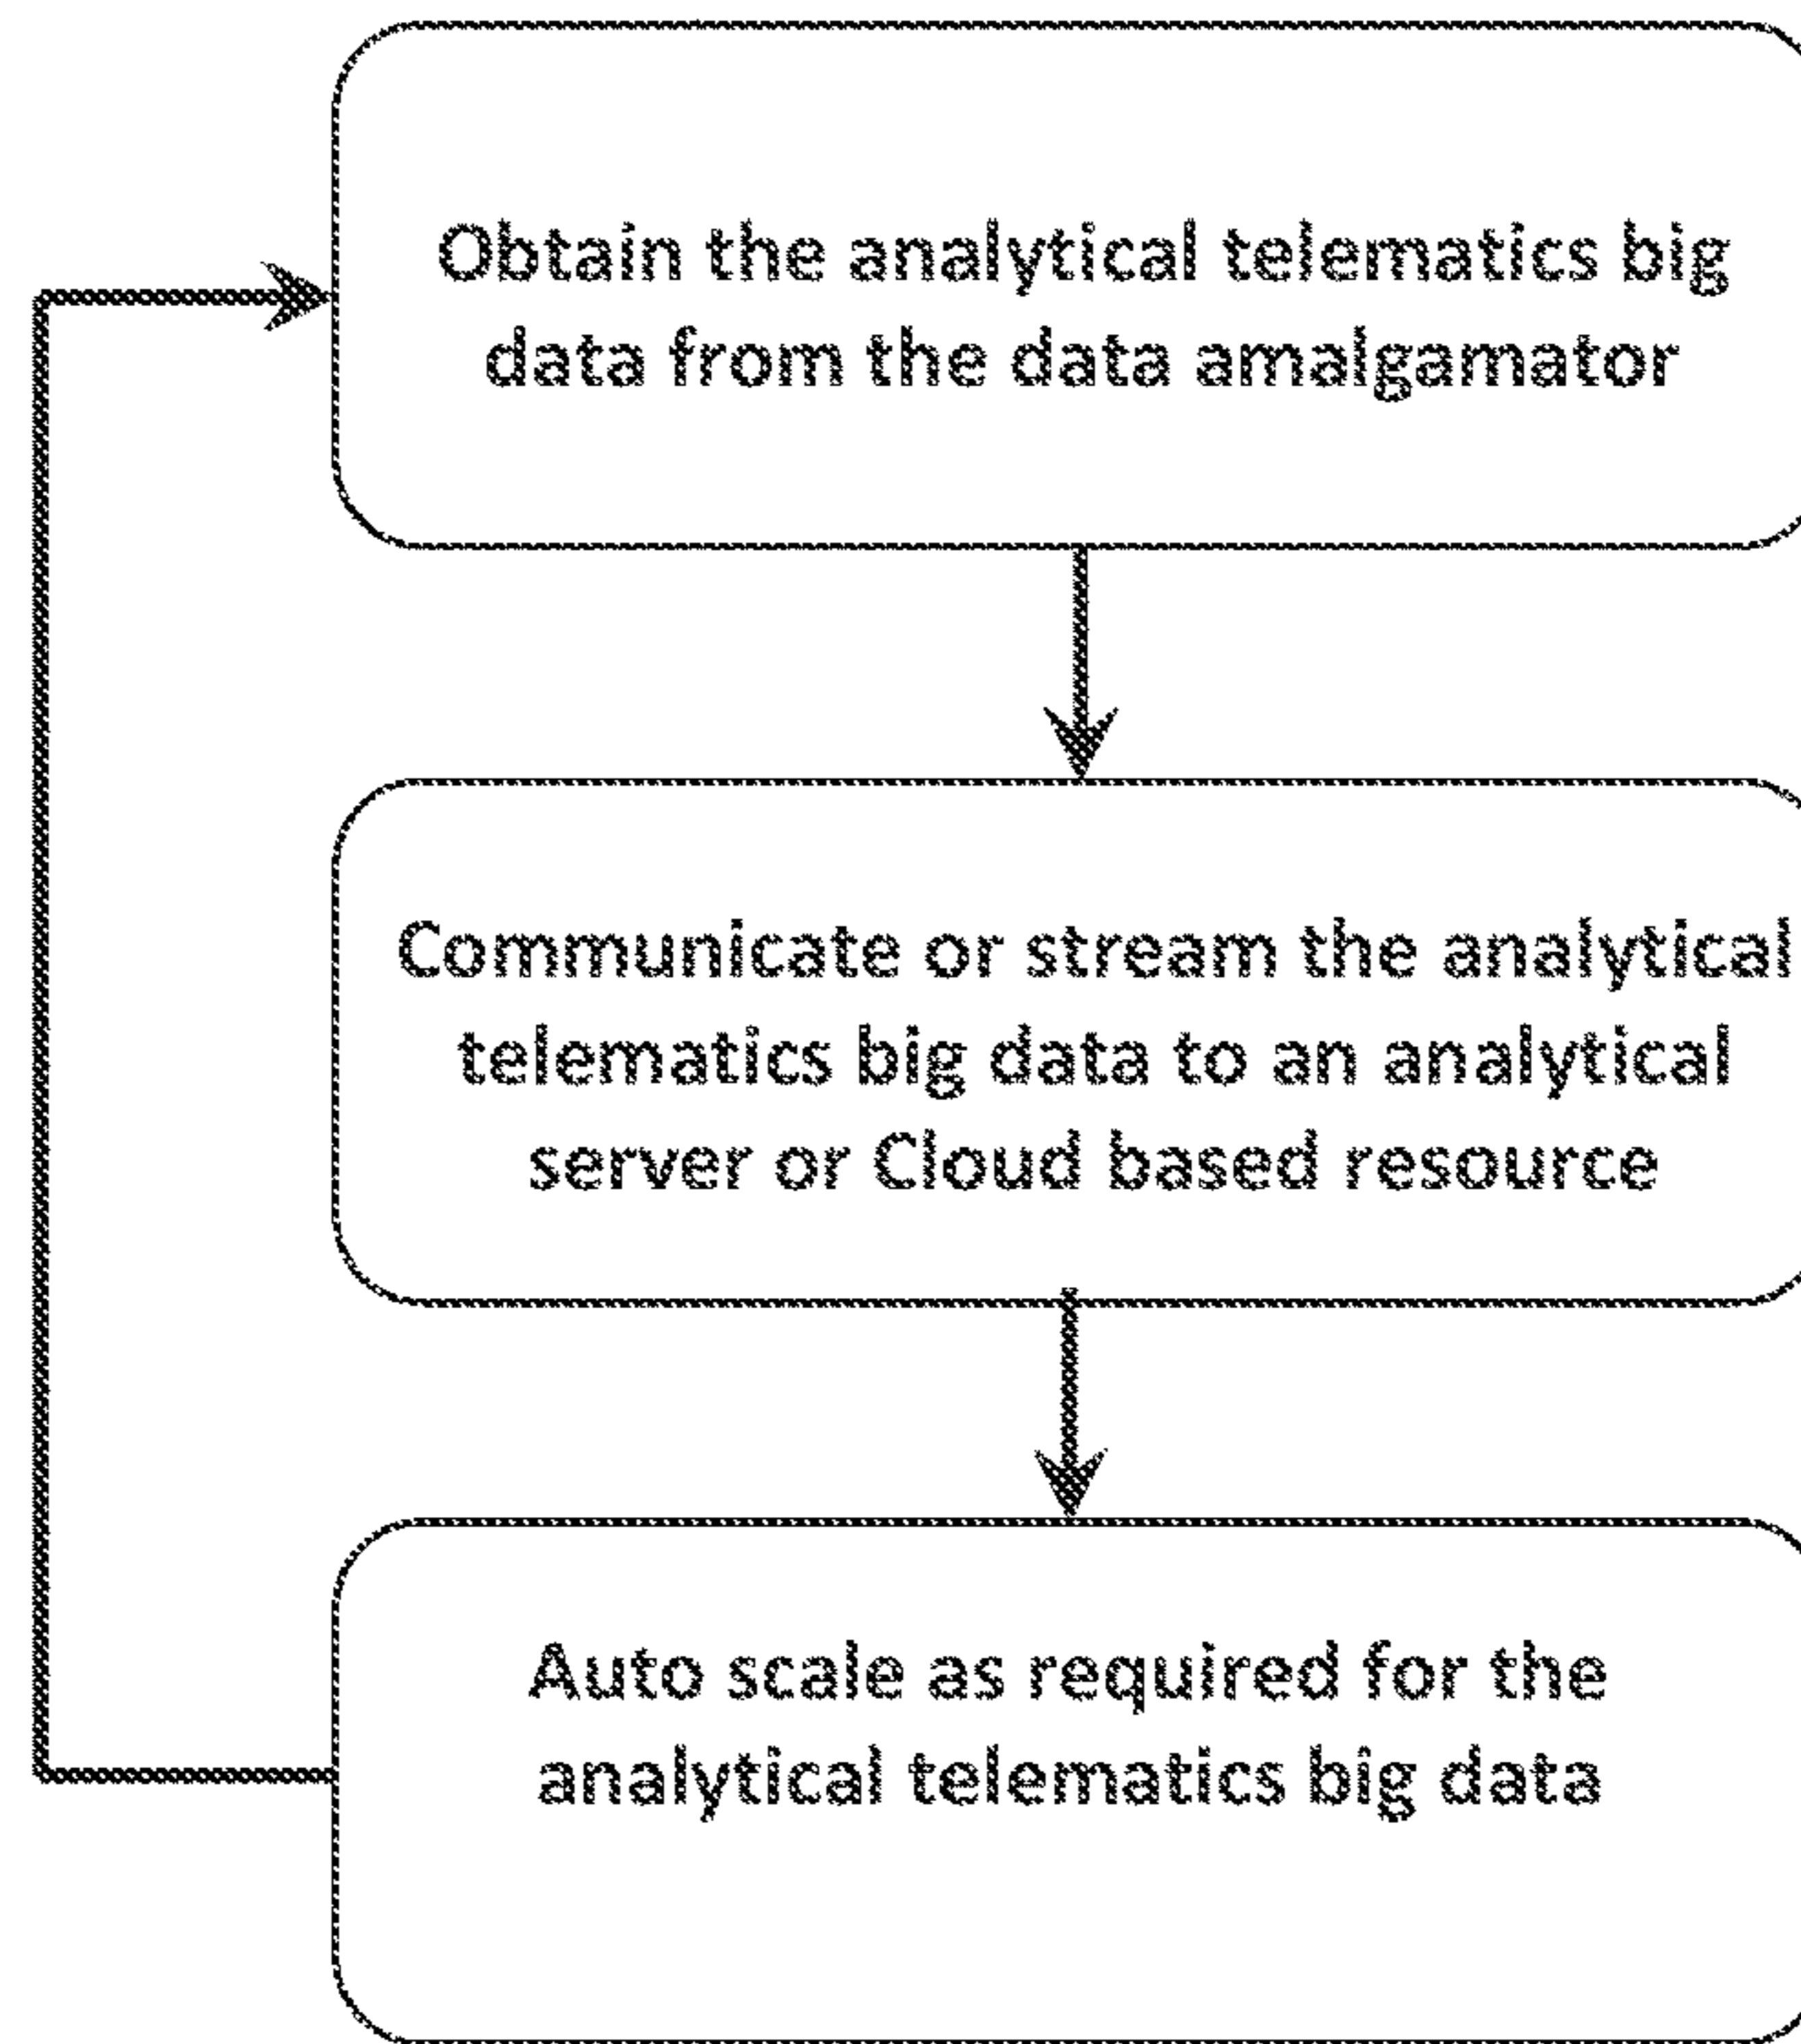 Obtain the analytical telematics big
data from the data amalgamator
Communicate or stream the analytical
telematics big data to an analytical
server or Cloud based resource
Auto scale as required for the
analytical telematics big data